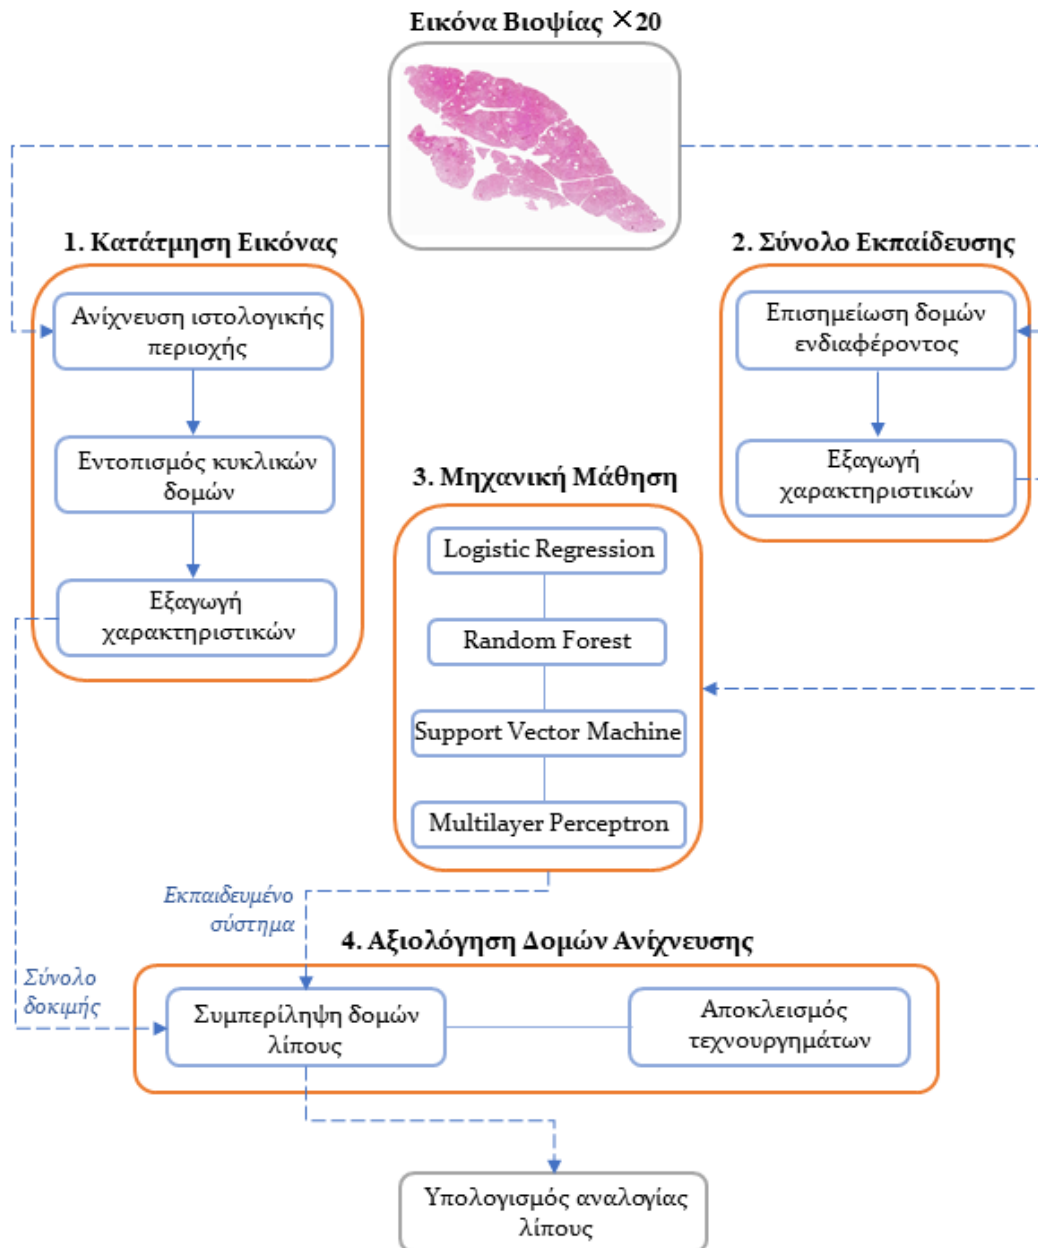 Εικόνα Βιοψίας ×20
1. Κατάτμηση Εικόνας
Ανίχνευση ιστολογικής
περιοχής
Εντοπισμός κυκλικών
δομών
Εξαγωγή
χαρακτηριστικών
2. Σύνολο Εκπαίδευσης
Επισημείωση δομών
ενδιαφέροντος
Εξαγωγή
χαρακτηριστικών
3. Μηχανική Μάθηση
Logistic Regression
Random Forest
Support Vector Machine
Multilayer Perceptron
Εκπαιδευμένο
σύστημα
Σύνολο
δοκιμής
4. Αξιολόγηση Δομών Ανίχνευσης
Συμπερίληψη δομών
λίπους
Αποκλεισμός
τεχνουργημάτων
Υπολογισμός αναλογίας
λίπους